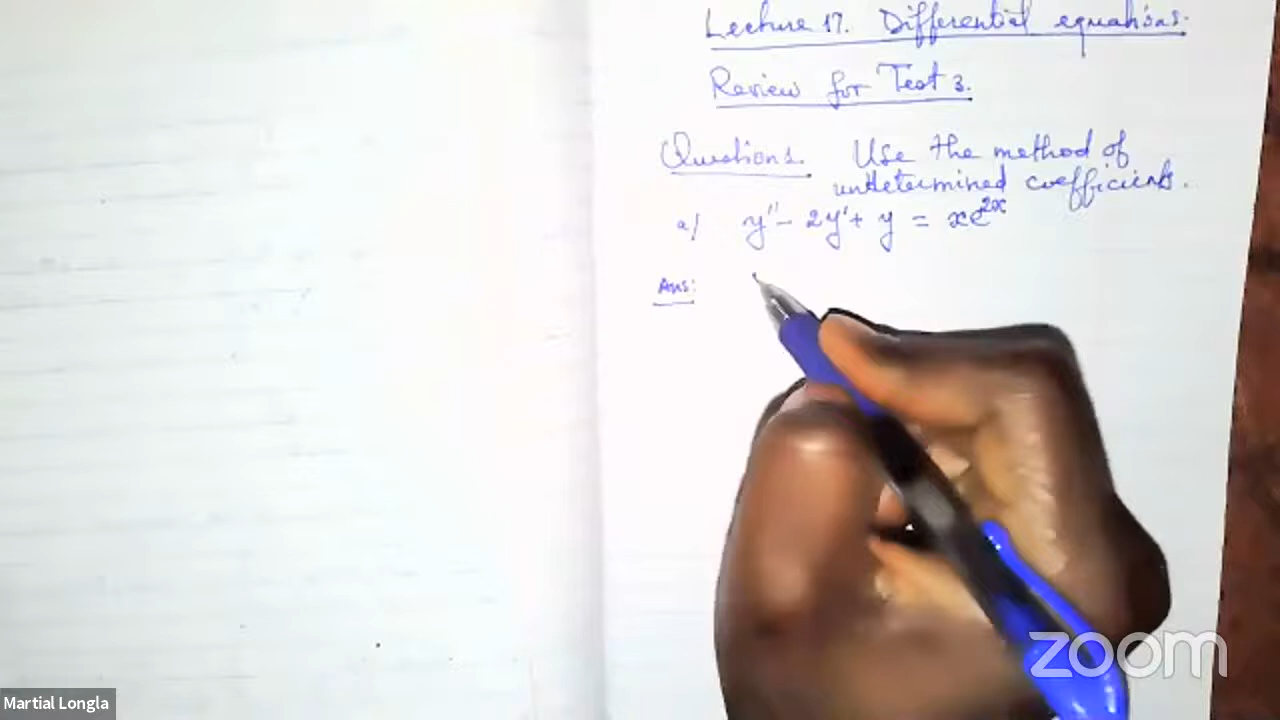 Lecture 17. Differential equations.
Review for Test 3.
Questions. Use the method of
undetermined coefficients.
a/ y'' - 2y' + y = xe^{2x}
Ans:
zoom
Martial Longla